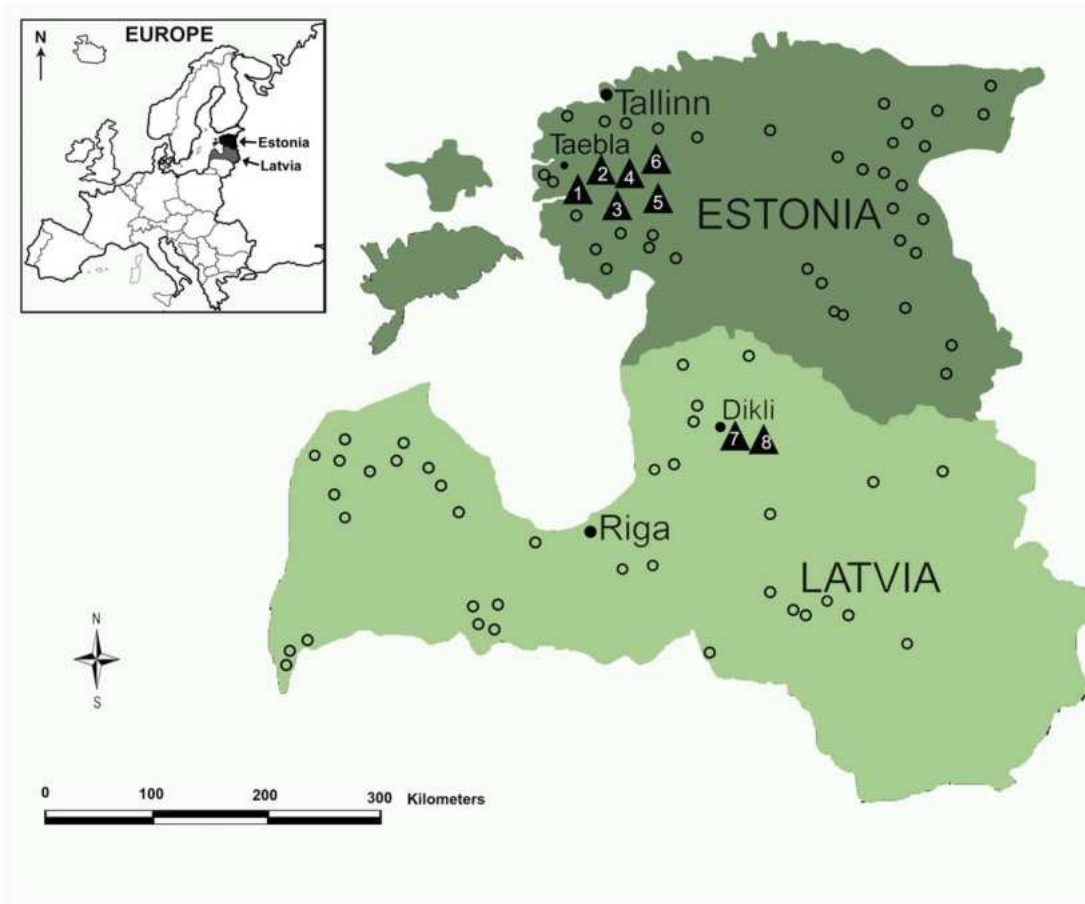 EUROPE
N
Estonia
Latvia
Tallinn
Taebla
1 2 3 4 5 6
ESTONIA
Dikli
7 8
Riga
LATVIA
N
S
0 100 200 300 Kilometers